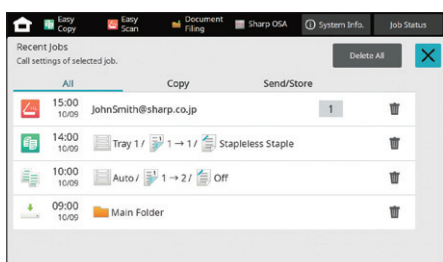 Easy Copy
Easy Scan
Document Filing
Sharp OSA
System Info.
Job Status
Recent Jobs
Call settings of selected job.
Delete All
All
Copy
Send/Store
15:00 10/09 JohnSmith@sharp.co.jp 1
14:00 10/09 Tray 1 / 1 → 1 / Stapleless Staple
10:00 10/09 Auto / 1 → 2 / Off
09:00 10/09 Main Folder